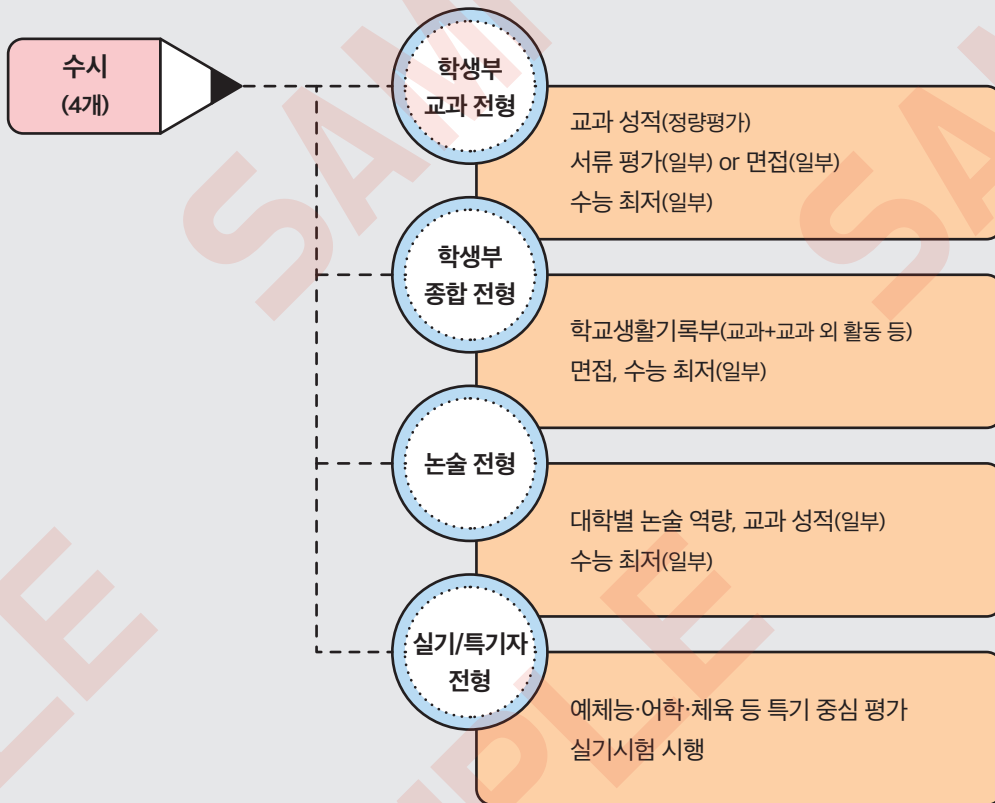 수시
(4개)
학생부
교과 전형
교과 성적(정량평가)
서류 평가(일부) or 면접(일부)
수능 최저(일부)
학생부
종합 전형
학교생활기록부(교과+교과 외 활동 등)
면접, 수능 최저(일부)
논술 전형
대학별 논술 역량, 교과 성적(일부)
수능 최저(일부)
실기/특기자
전형
예체능·어학·체육 등 특기 중심 평가
실기시험 시행
SAM
SA
LE
MPLE